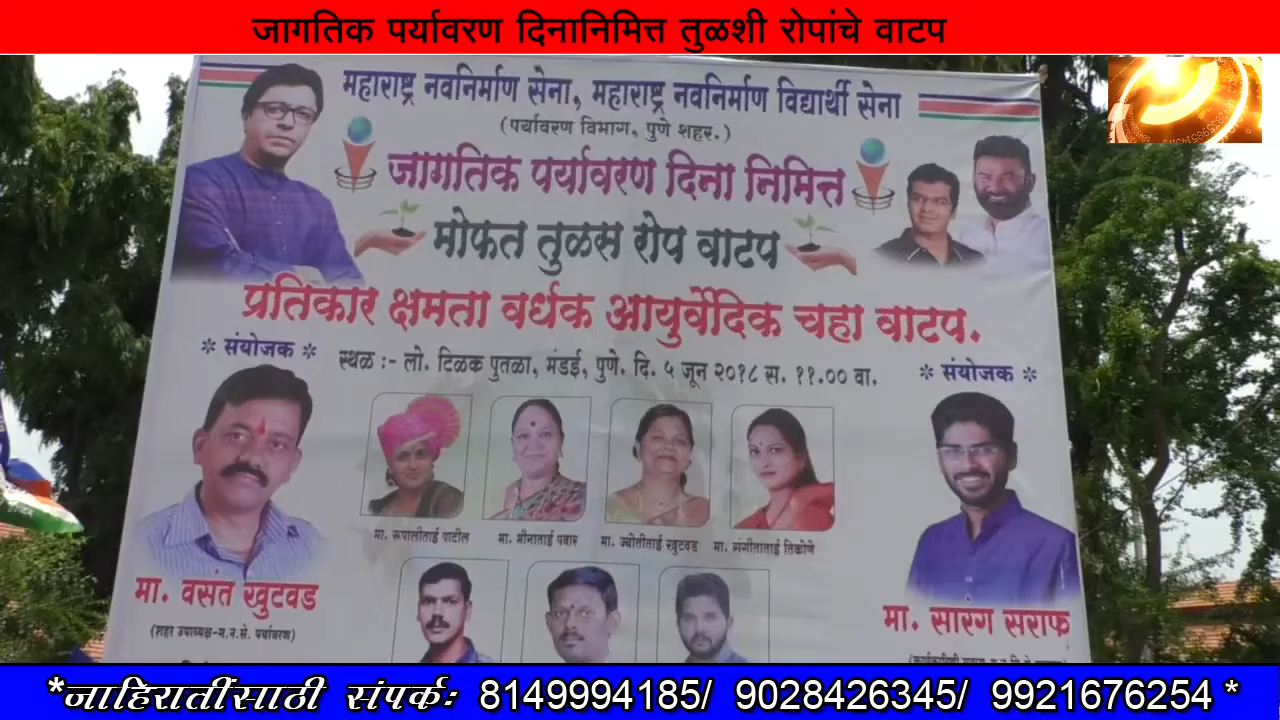 जागतिक पर्यावरण दिनानिमित्त तुळशी रोपांचे वाटप
महाराष्ट्र नवनिर्माण सेना, महाराष्ट्र नवनिर्माण विद्यार्थी सेना
(पर्यावरण विभाग, पुणे शहर.)
जागतिक पर्यावरण दिना निमित्त
मोफत तुळस रोप वाटप
प्रतिकार क्षमता वर्धक आयुर्वेदिक चहा वाटप.
स्थळ :- लो. टिळक पुतळा, मंडई, पुणे. दि. ५ जून २०१८ स. ११.०० वा.
* संयोजक *
* संयोजक *
मा. रूपालीताई पाटील
मा. मीनाताई पवार
मा. ज्योतीताई खुटवड
मा. संगीताताई तिकोणे
मा. वसंत खुटवड
(शहर उपाध्यक्ष-म.न.से. पर्यावरण)
मा. सारंग सराफ
*जाहिरातींसाठी संपर्क: 8149994185/ 9028426345/ 9921676254 *